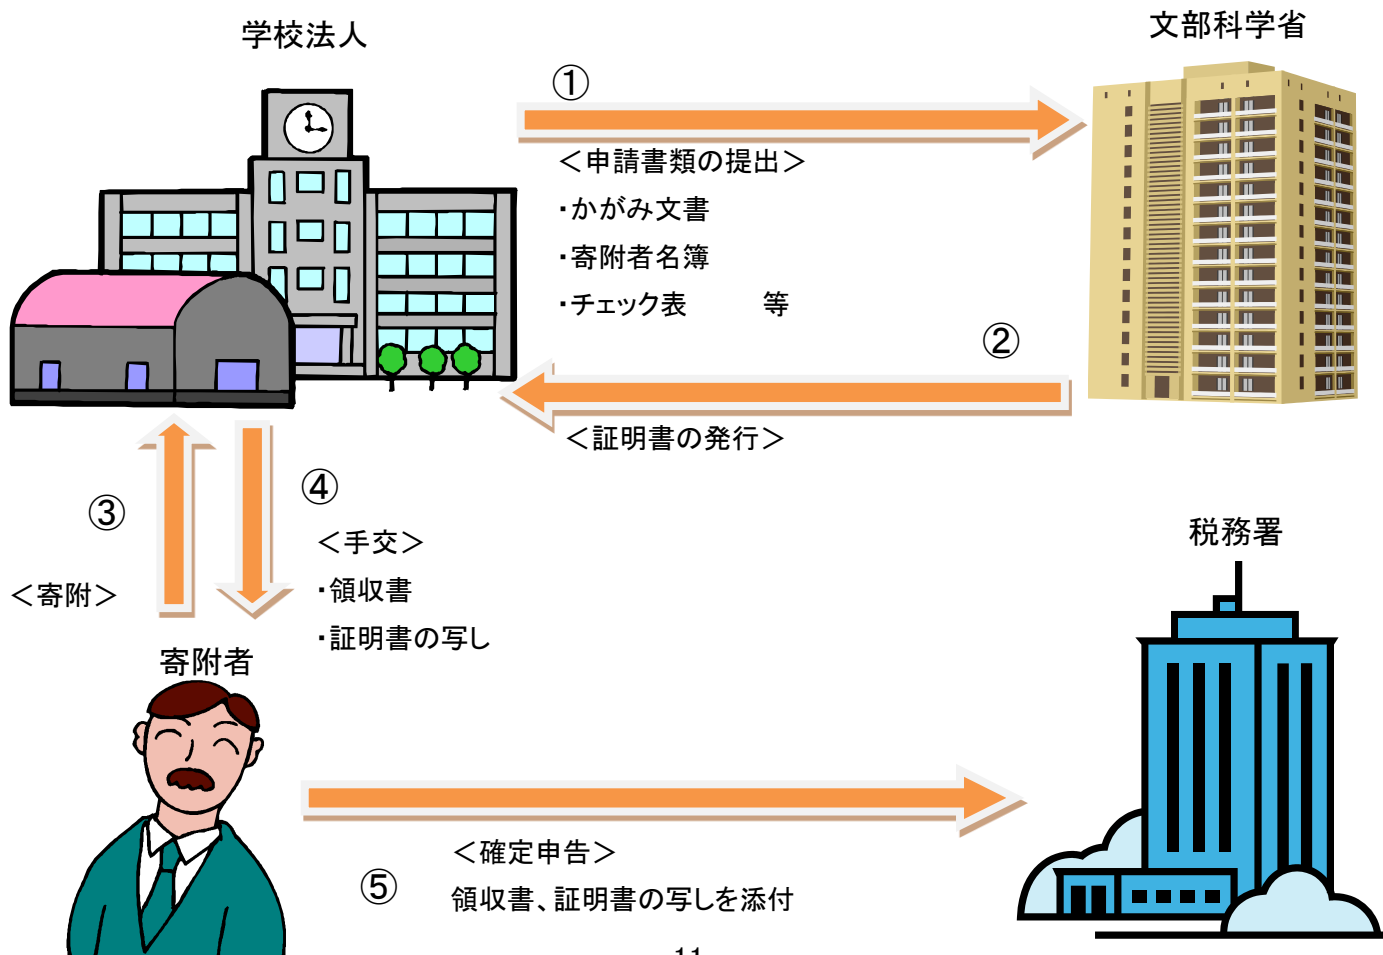 学校法人
文部科学省
①
<申請書類の提出>
・かがみ文書
・寄附者名簿
・チェック表　　等
②
<証明書の発行>
③
<寄附>
④
<手交>
・領収書
・証明書の写し
税務署
寄附者
⑤
<確定申告>
領収書、証明書の写しを添付
11